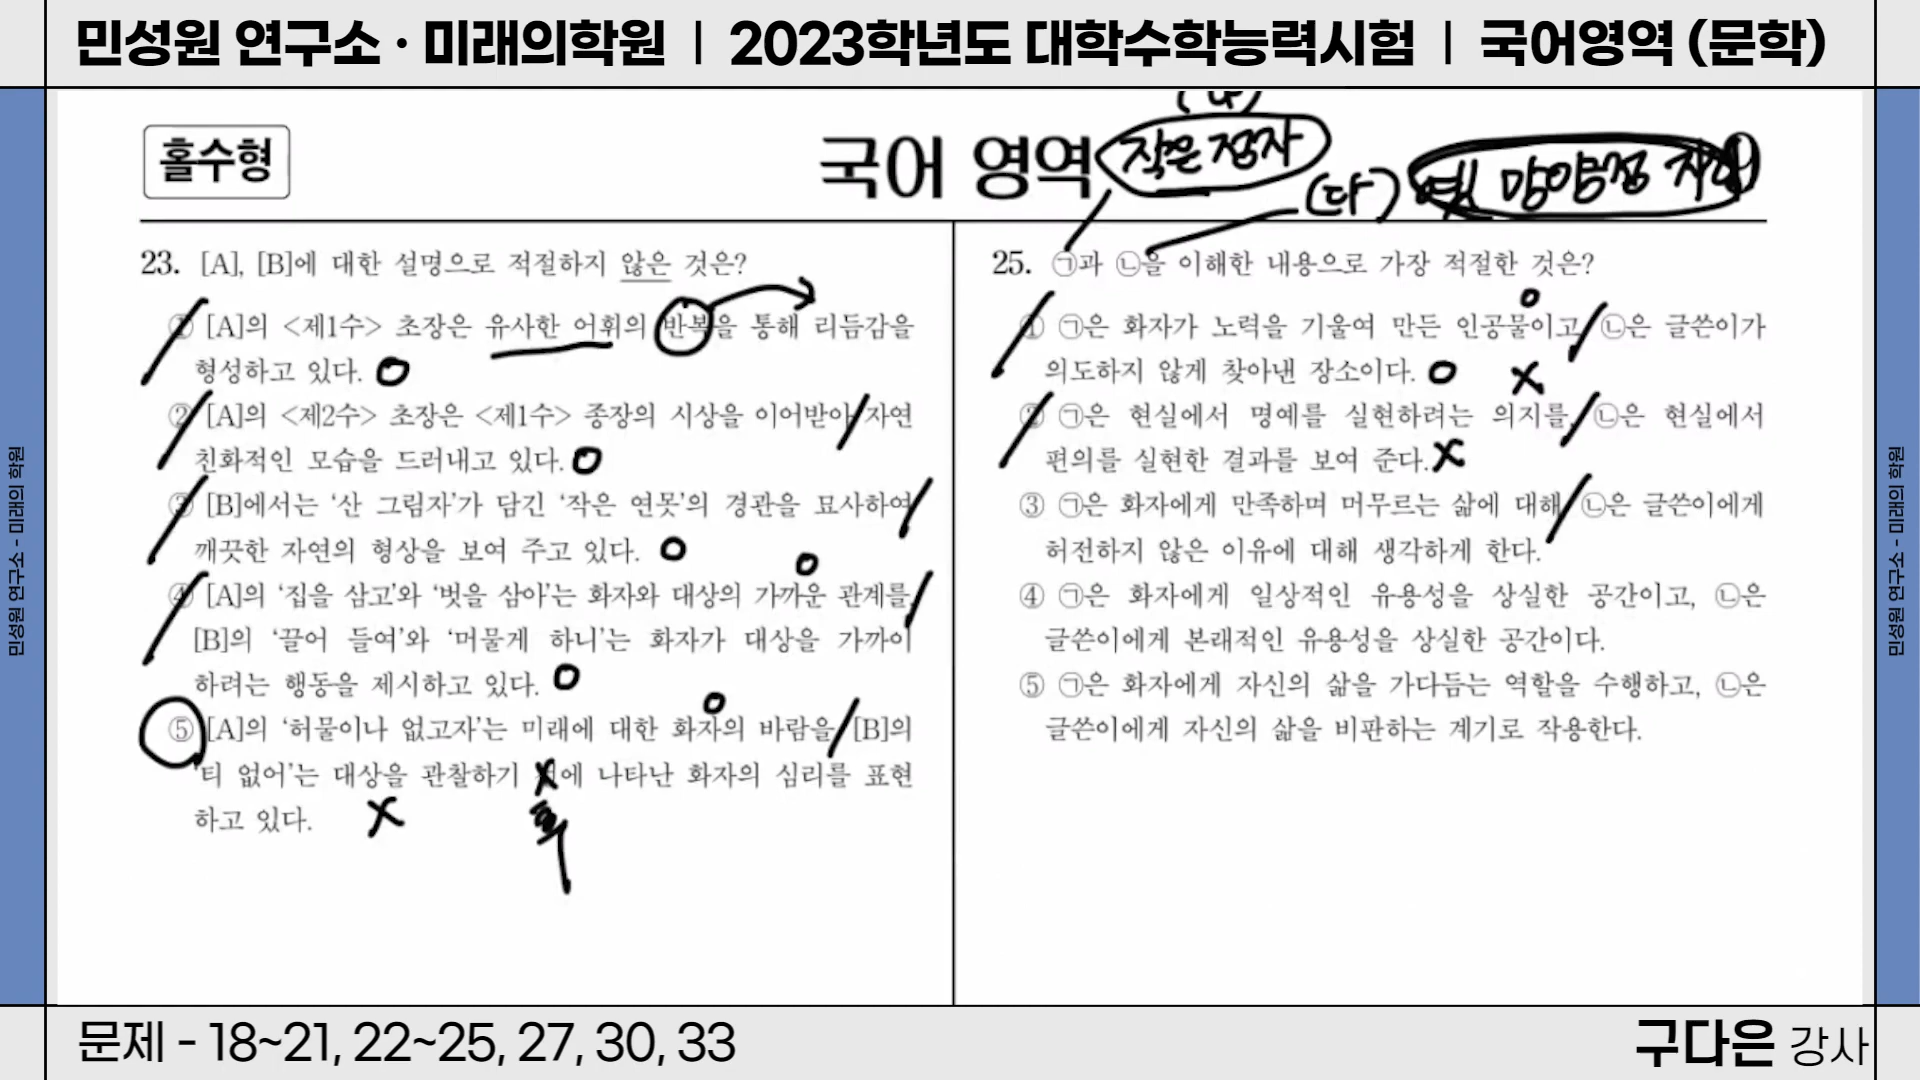 민성원 연구소 · 미래의학원 | 2023학년도 대학수학능력시험 | 국어영역 (문학)
홀수형
국어 영역
(나)
작은 정자
(다) 옛 망양정 자리
23. [A], [B]에 대한 설명으로 적절하지 않은 것은?
① [A]의 <제1수> 초장은 유사한 어휘의 반복을 통해 리듬감을
형성하고 있다.
② [A]의 <제2수> 초장은 <제1수> 종장의 시상을 이어받아 자연
친화적인 모습을 드러내고 있다.
③ [B]에서는 ‘산 그림자’가 담긴 ‘작은 연못’의 경관을 묘사하여
깨끗한 자연의 형상을 보여 주고 있다.
④ [A]의 ‘집을 삼고’와 ‘벗을 삼아’는 화자와 대상의 가까운 관계를,
[B]의 ‘끌어 들여’와 ‘머물게 하니’는 화자가 대상을 가까이
하려는 행동을 제시하고 있다.
⑤ [A]의 ‘허물이나 없고자’는 미래에 대한 화자의 바람을, [B]의
‘티 없어’는 대상을 관찰하기 에 나타난 화자의 심리를 표현
하고 있다.
25. ㉠과 ㉡을 이해한 내용으로 가장 적절한 것은?
① ㉠은 화자가 노력을 기울여 만든 인공물이고, ㉡은 글쓴이가
의도하지 않게 찾아낸 장소이다.
② ㉠은 현실에서 명예를 실현하려는 의지를, ㉡은 현실에서
편의를 실현한 결과를 보여 준다.
③ ㉠은 화자에게 만족하며 머무르는 삶에 대해, ㉡은 글쓴이에게
허전하지 않은 이유에 대해 생각하게 한다.
④ ㉠은 화자에게 일상적인 유용성을 상실한 공간이고, ㉡은
글쓴이에게 본래적인 유용성을 상실한 공간이다.
⑤ ㉠은 화자에게 자신의 삶을 가다듬는 역할을 수행하고, ㉡은
글쓴이에게 자신의 삶을 비판하는 계기로 작용한다.
민성원 연구소 - 미래의 학원
민성원 연구소 - 미래의 학원
문제 - 18~21, 22~25, 27, 30, 33
구다은 강사